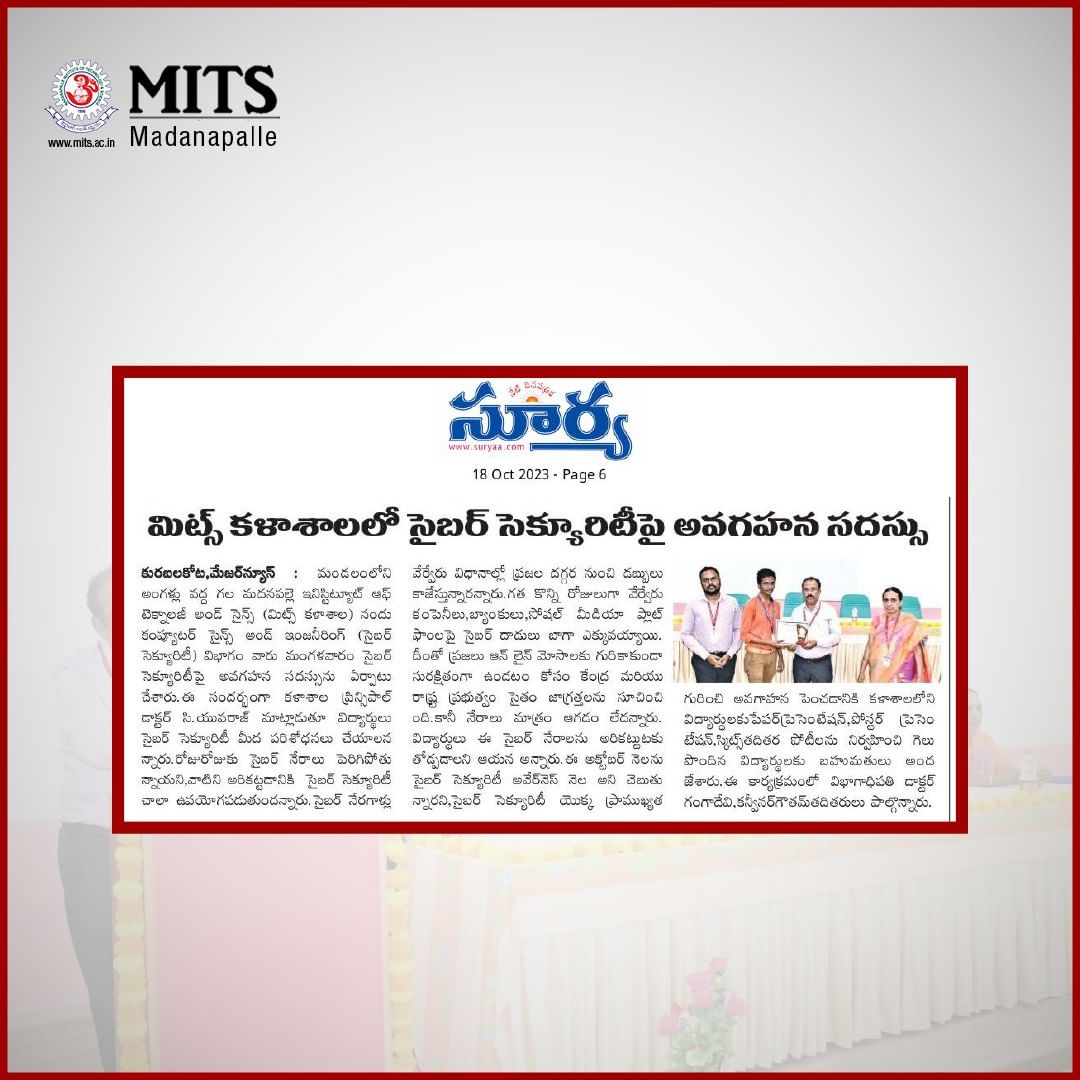 MITS
www.mits.ac.in
Madanapalle
నేటి దినపత్రిక
సూర్య
www.suryaa.com
18 Oct 2023 - Page 6
మిట్స్ కళాశాలలో సైబర్ సెక్యూరిటీపై అవగహన సదస్సు
కురబలకోట,మేజర్‌న్యూస్ : మండలంలోని
అంగళ్లు వద్ద గల మదనపల్లె ఇనిస్టిట్యూట్ ఆఫ్
టెక్నాలజీ అండ్ సైన్స్ (మిట్స్ కళాశాల) నందు
కంప్యూటర్ సైన్స్ అండ్ ఇంజనీరింగ్ (సైబర్
సెక్యూరిటీ) విభాగం వారు మంగళవారం సైబర్
సెక్యూరిటీపై అవగహన సదస్సును ఏర్పాటు
చేశారు.ఈ సందర్భంగా కళాశాల ప్రిన్సిపాల్
డాక్టర్ సి.యువరాజ్ మాట్లాడుతూ విద్యార్థులు
సైబర్ సెక్యూరిటీ మీద పరిశోధనలు చేయాలన
న్నారు.రోజురోజుకు సైబర్ నేరాలు పెరిగిపోతు
న్నాయని,వాటిని అరికట్టడానికి సైబర్ సెక్యూరిటీ
చాలా ఉపయోగపడుతుందన్నారు.సైబర్ నేరగాళ్లు
వేర్వేరు విధానాల్లో ప్రజల దగ్గర నుంచి డబ్బులు
కాజేస్తున్నారన్నారు.గత కొన్ని రోజులుగా వేర్వేరు
కంపెనీలు,బ్యాంకులు,సోషల్ మీడియా ప్లాట్
ఫాంలపై సైబర్ దాడులు బాగా ఎక్కువయ్యాయి.
దీంతో ప్రజలు ఆన్ లైన్ మోసాలకు గురికాకుండా
సురక్షితంగా ఉండటం కోసం కేంద్ర మరియు
రాష్ట్ర ప్రభుత్వం సైతం జాగ్రత్తలను సూచించి
ంది.కానీ నేరాలు మాత్రం ఆగడం లేదన్నారు.
విద్యార్ధులు ఈ సైబర్ నేరాలను అరికట్టుటకు
తోడ్పడాలని ఆయన అన్నారు.ఈ అక్టోబర్ నెలను
సైబైర్ సెక్యూరిటీ అవేర్‌నెస్ నెల అని చెబుతు
న్నారని,సైబర్ సెక్యూరిటీ యొక్క ప్రాముఖ్యత
గురించి అవగాహన పెంచడానికి కళాశాలలోని
విద్యార్ధులకుపేపర్‌ప్రెసెంటేషన్,పోస్టర్ ప్రెసెం
టేషన్,స్కిట్స్‌తదితర పోటీలను నిర్వహించి గెలు
పొందిన విద్యార్థులకు బహుమతులు అంద
జేశారు.ఈ కార్యక్రమంలో విభాగాధిపతి డాక్టర్
గంగాదేవి,కన్వీనర్‌గౌతమ్‌తదితరులు పాల్గొన్నారు.